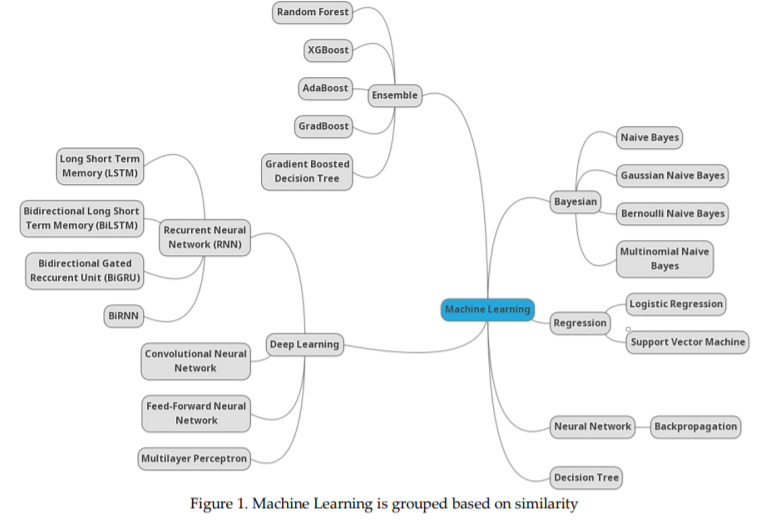 Random Forest
XGBoost
AdaBoost
GradBoost
Gradient Boosted
Decision Tree
Ensemble
Long Short Term
Memory (LSTM)
Bidirectional Long Short
Term Memory (BiLSTM)
Bidirectional Gated
Reccurent Unit (BiGRU)
BiRNN
Recurrent Neural
Network (RNN)
Convolutional Neural
Network
Feed-Forward Neural
Network
Multilayer Perceptron
Deep Learning
Machine Learning
Bayesian
Naive Bayes
Gaussian Naive Bayes
Bernoulli Naive Bayes
Multinomial Naive
Bayes
Regression
Logistic Regression
Support Vector Machine
Neural Network
Backpropagation
Decision Tree
Figure 1. Machine Learning is grouped based on similarity